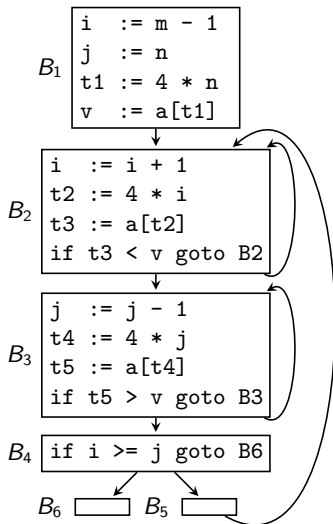 i := m - 1
j := n
t1 := 4 * n
v := a[t1]
B1
i := i + 1
t2 := 4 * i
t3 := a[t2]
if t3 < v goto B2
B2
j := j - 1
t4 := 4 * j
t5 := a[t4]
if t5 > v goto B3
B3
B4 if i >= j goto B6
B6 B5